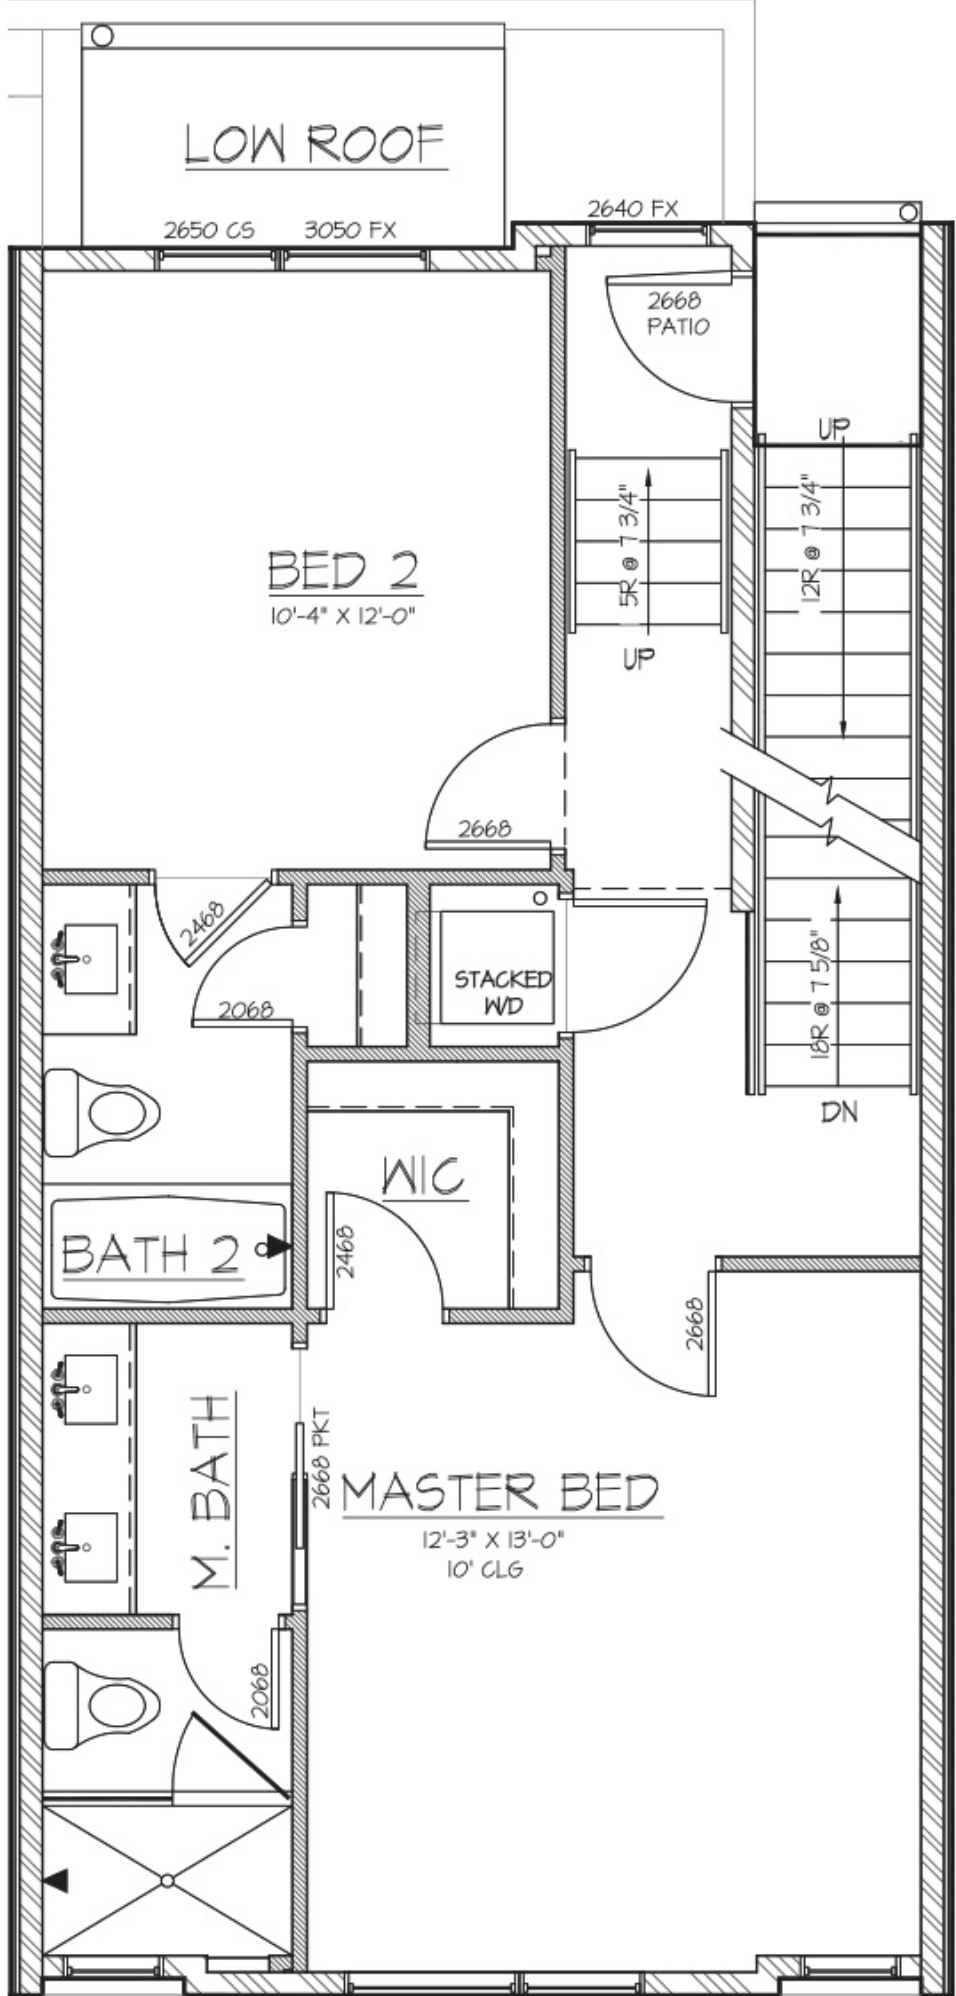 LOW ROOF
2650 CS
3050 FX
2640 FX
2668
PATIO
UP
5R @ 7 3/4"
12R @ 7 3/4"
BED 2
10'-4" X 12'-0"
UP
2668
2468
2068
STACKED
W/D
18R @ 7 5/8"
DN
WIC
2468
BATH 2
2668
M. BATH
2668 PKT
MASTER BED
12'-3" X 13'-0"
10' CLG
2068